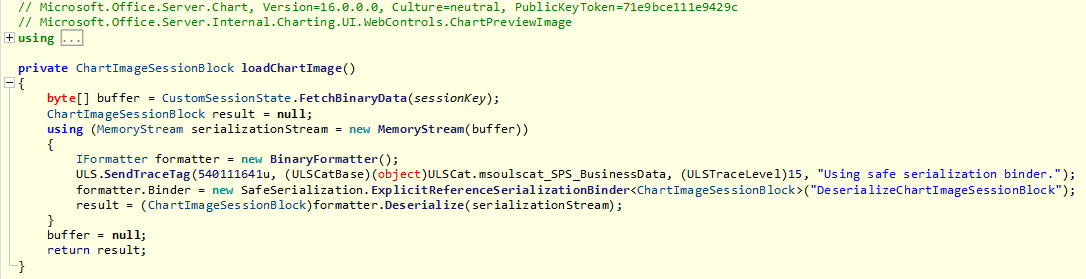 // Microsoft.Office.Server.Chart, Version=16.0.0.0, Culture=neutral, PublicKeyToken=71e9bce111e9429c
// Microsoft.Office.Server.Internal.Charting.UI.WebControls.ChartPreviewImage
using ...
private ChartImageSessionBlock loadChartImage()
{
byte[] buffer = CustomSessionState.FetchBinaryData(sessionKey);
ChartImageSessionBlock result = null;
using (MemoryStream serializationStream = new MemoryStream(buffer))
{
IFormatter formatter = new BinaryFormatter();
ULS.SendTraceTag(540111641u, (ULSCatBase)(object)ULSCat.msoulscat_SPS_BusinessData, (ULSTraceLevel)15, "Using safe serialization binder.");
formatter.Binder = new SafeSerialization.ExplicitReferenceSerializationBinder<ChartImageSessionBlock>("DeserializeChartImageSessionBlock");
result = (ChartImageSessionBlock)formatter.Deserialize(serializationStream);
}
buffer = null;
return result;
}